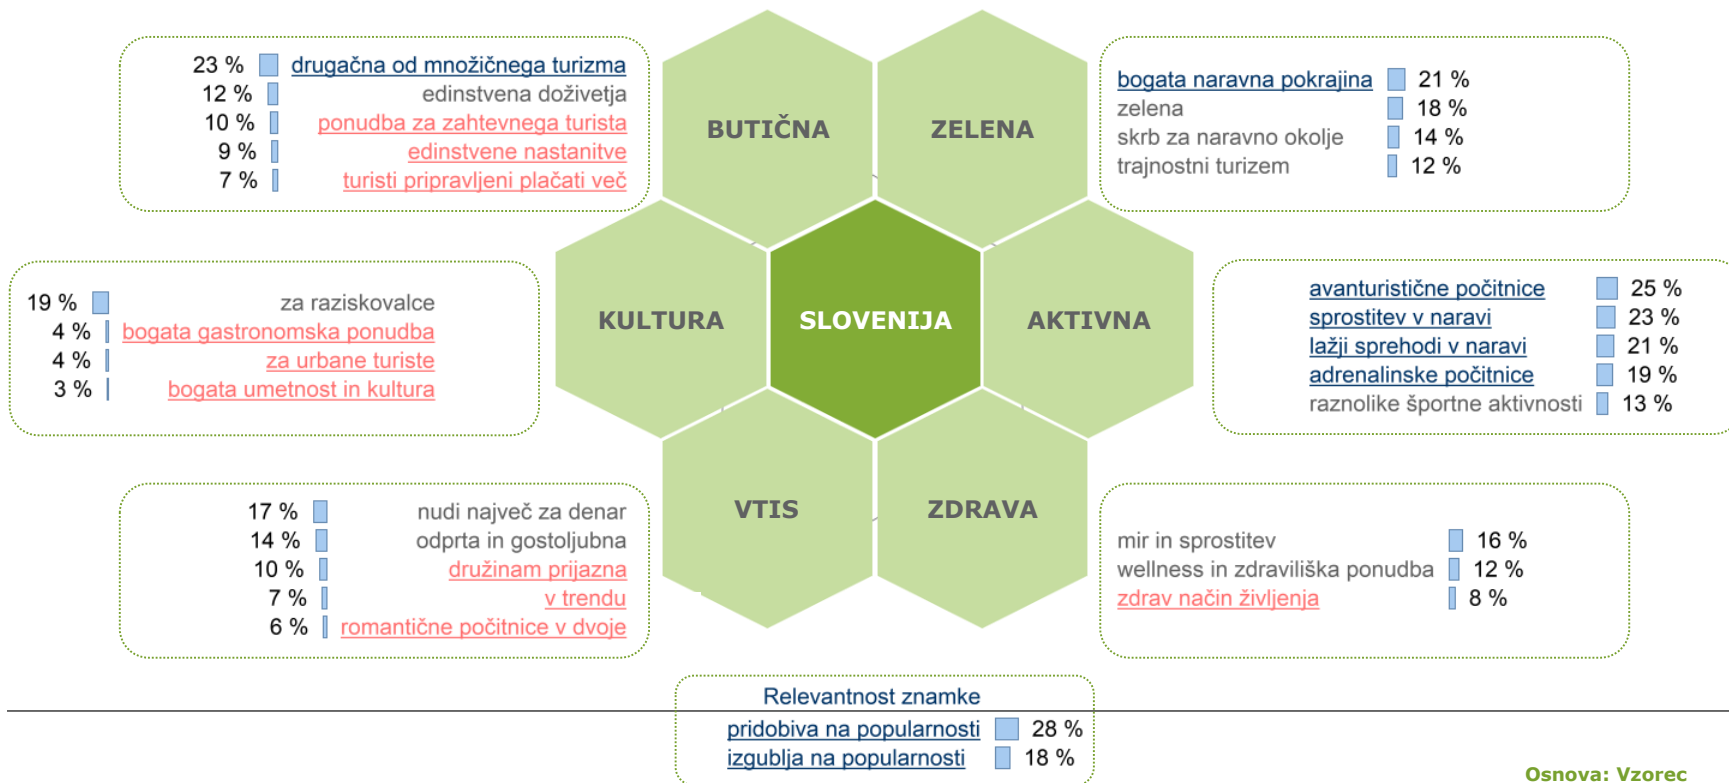 23 % drugačna od množičnega turizma
12 % edinstvena doživetja
10 % ponudba za zahtevnega turista
9 % edinstvene nastanitve
7 % turisti pripravljeni plačati več
BUTIČNA
ZELENA
bogata naravna pokrajina 21 %
zelena 18 %
skrb za naravno okolje 14 %
trajnostni turizem 12 %
19 % za raziskovalce
4 % bogata gastronomska ponudba
4 % za urbane turiste
3 % bogata umetnost in kultura
KULTURA
SLOVENIJA
AKTIVNA
avanturistične počitnice 25 %
sprostitev v naravi 23 %
lažji sprehodi v naravi 21 %
adrenalinske počitnice 19 %
raznolike športne aktivnosti 13 %
17 % nudi največ za denar
14 % odprta in gostoljubna
10 % družinam prijazna
7 % v trendu
6 % romantične počitnice v dvoje
VTIS
ZDRAVA
mir in sprostitev 16 %
wellness in zdraviliška ponudba 12 %
zdrav način življenja 8 %
Relevantnost znamke
pridobiva na popularnosti 28 %
izgublja na popularnosti 18 %
Osnova: Vzorec